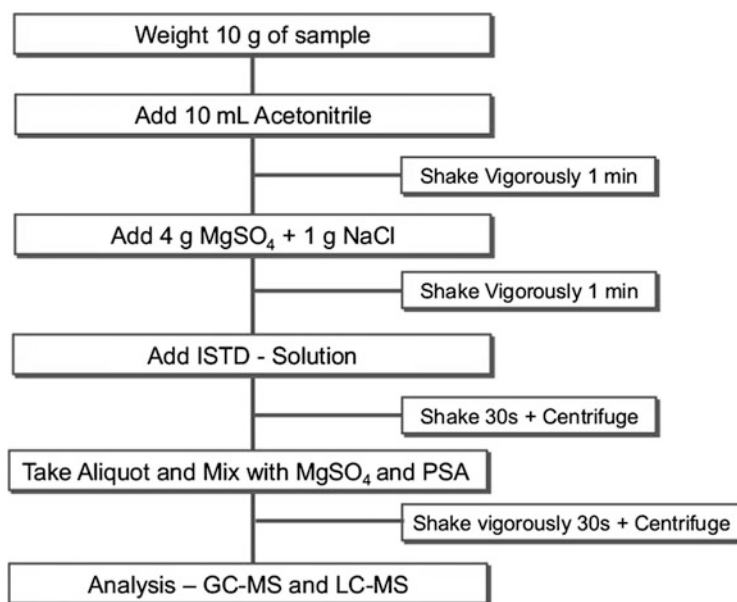 Weight 10 g of sample
Add 10 mL Acetonitrile
Shake Vigorously 1 min
Add 4 g MgSO₄ + 1 g NaCl
Shake Vigorously 1 min
Add ISTD - Solution
Shake 30s + Centrifuge
Take Aliquot and Mix with MgSO₄ and PSA
Shake vigorously 30s + Centrifuge
Analysis – GC-MS and LC-MS